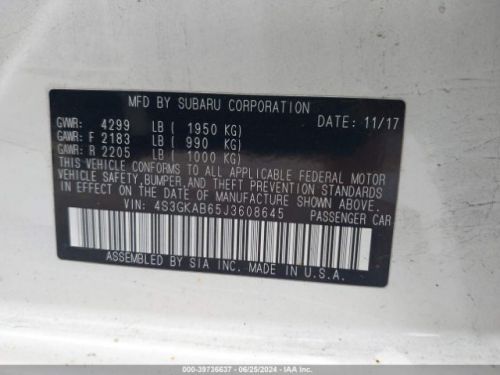 MFD BY SUBARU CORPORATION
GVWR: 4299 LB ( 1950 KG) DATE: 11/17
GAWR: F 2183 LB ( 990 KG)
GAWR: R 2205 LB ( 1000 KG)
THIS VEHICLE CONFORMS TO ALL APPLICABLE FEDERAL MOTOR
VEHICLE SAFETY,BUMPER,AND THEFT PREVENTION STANDARDS
IN EFFECT ON THE DATE OF MANUFACTURE SHOWN ABOVE.
VIN: 4S3GKAB65J3608645 PASSENGER CAR
ASSEMBLED BY SIA INC. MADE IN U.S.A.
000-39736637 - 06/25/2024 - IAA Inc.